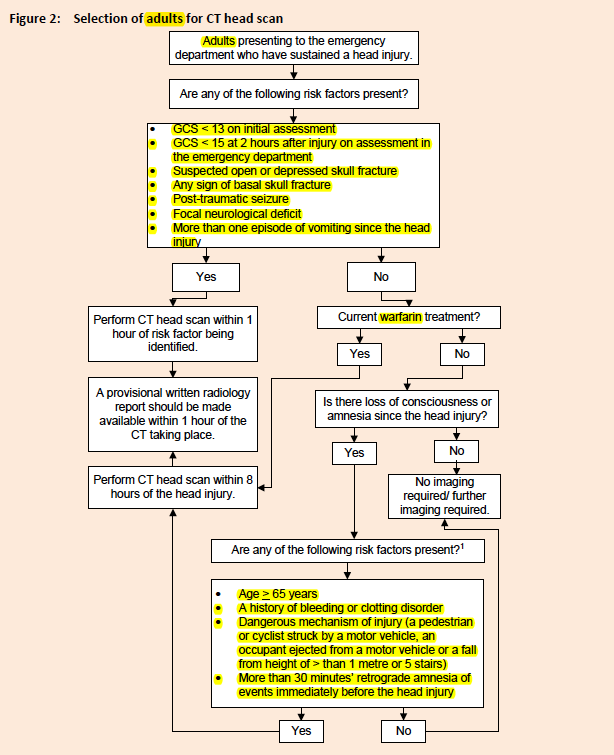 Figure 2: Selection of adults for CT head scan
Adults presenting to the emergency
department who have sustained a head injury.
Are any of the following risk factors present?
• GCS < 13 on initial assessment
• GCS < 15 at 2 hours after injury on assessment in
the emergency department
• Suspected open or depressed skull fracture
• Any sign of basal skull fracture
• Post-traumatic seizure
• Focal neurological deficit
• More than one episode of vomiting since the head
injury
Yes
No
Perform CT head scan within 1
hour of risk factor being
identified.
Current warfarin treatment?
Yes
No
A provisional written radiology
report should be made
available within 1 hour of the
CT taking place.
Is there loss of consciousness or
amnesia since the head injury?
Yes
No
Perform CT head scan within 8
hours of the head injury.
No imaging
required/ further
imaging required.
Are any of the following risk factors present?¹
• Age ≥ 65 years
• A history of bleeding or clotting disorder
• Dangerous mechanism of injury (a pedestrian
or cyclist struck by a motor vehicle, an
occupant ejected from a motor vehicle or a fall
from height of > than 1 metre or 5 stairs)
• More than 30 minutes' retrograde amnesia of
events immediately before the head injury
Yes
No